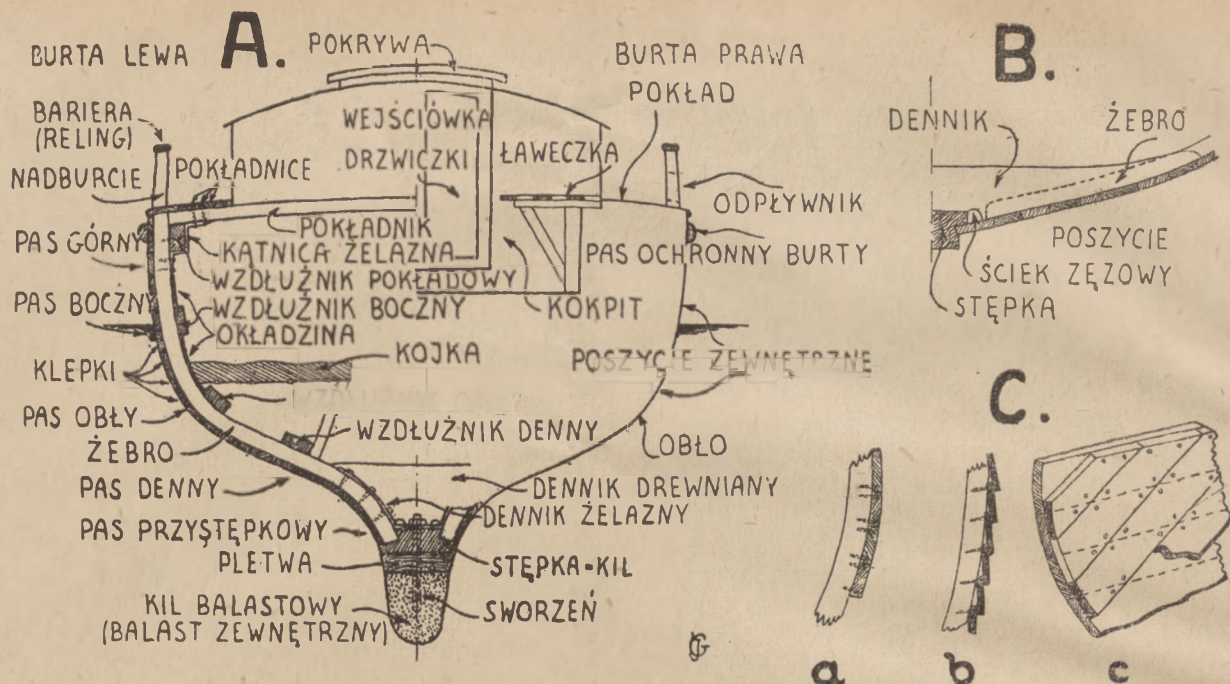 A.
BURTA LEWA
POKRYWA
BURTA PRAWA
POKŁAD
BARIERA
(RELING)
WEJŚCIÓWKA
POKŁADNICE
DRZWICZKI
ŁAWECZKA
NADBURCIE
ODPŁYWNIK
POKŁADNIK
PAS GÓRNY
KĄTNICA ŻELAZNA
PAS OCHRONNY BURTY
WZDŁUŻNIK POKŁADOWY
PAS BOCZNY
WZDŁUŻNIK BOCZNY
KOKPIT
OKŁADZINA
KLEPKI
KOJKA
POSZYCIE ZEWNĘTRZNE
PAS OBŁY
WZDŁUŻNIK DENNY
OBŁO
ŻEBRO
PAS DENNY
DENNIK DREWNIANY
DENNIK ŻELAZNY
PAS PRZYSTĘPKOWY
PLETWA
STĘPKA-KIL
KIL BALASTOWY
(BALAST ZEWNĘTRZNY)
SWORZEŃ
B.
DENNIK
ŻEBRO
POSZYCIE
ŚCIEK ZĘZOWY
STĘPKA
C.
a
b
c